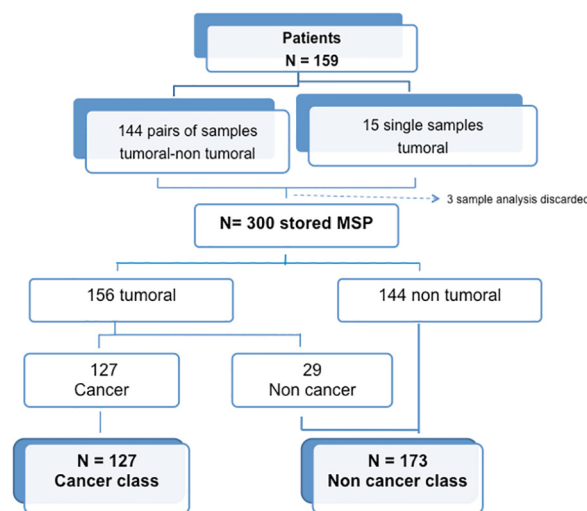 Patients
N = 159
144 pairs of samples
tumoral-non tumoral
15 single samples
tumoral
3 sample analysis discarded
N= 300 stored MSP
156 tumoral
144 non tumoral
127
Cancer
29
Non cancer
N = 127
Cancer class
N = 173
Non cancer class